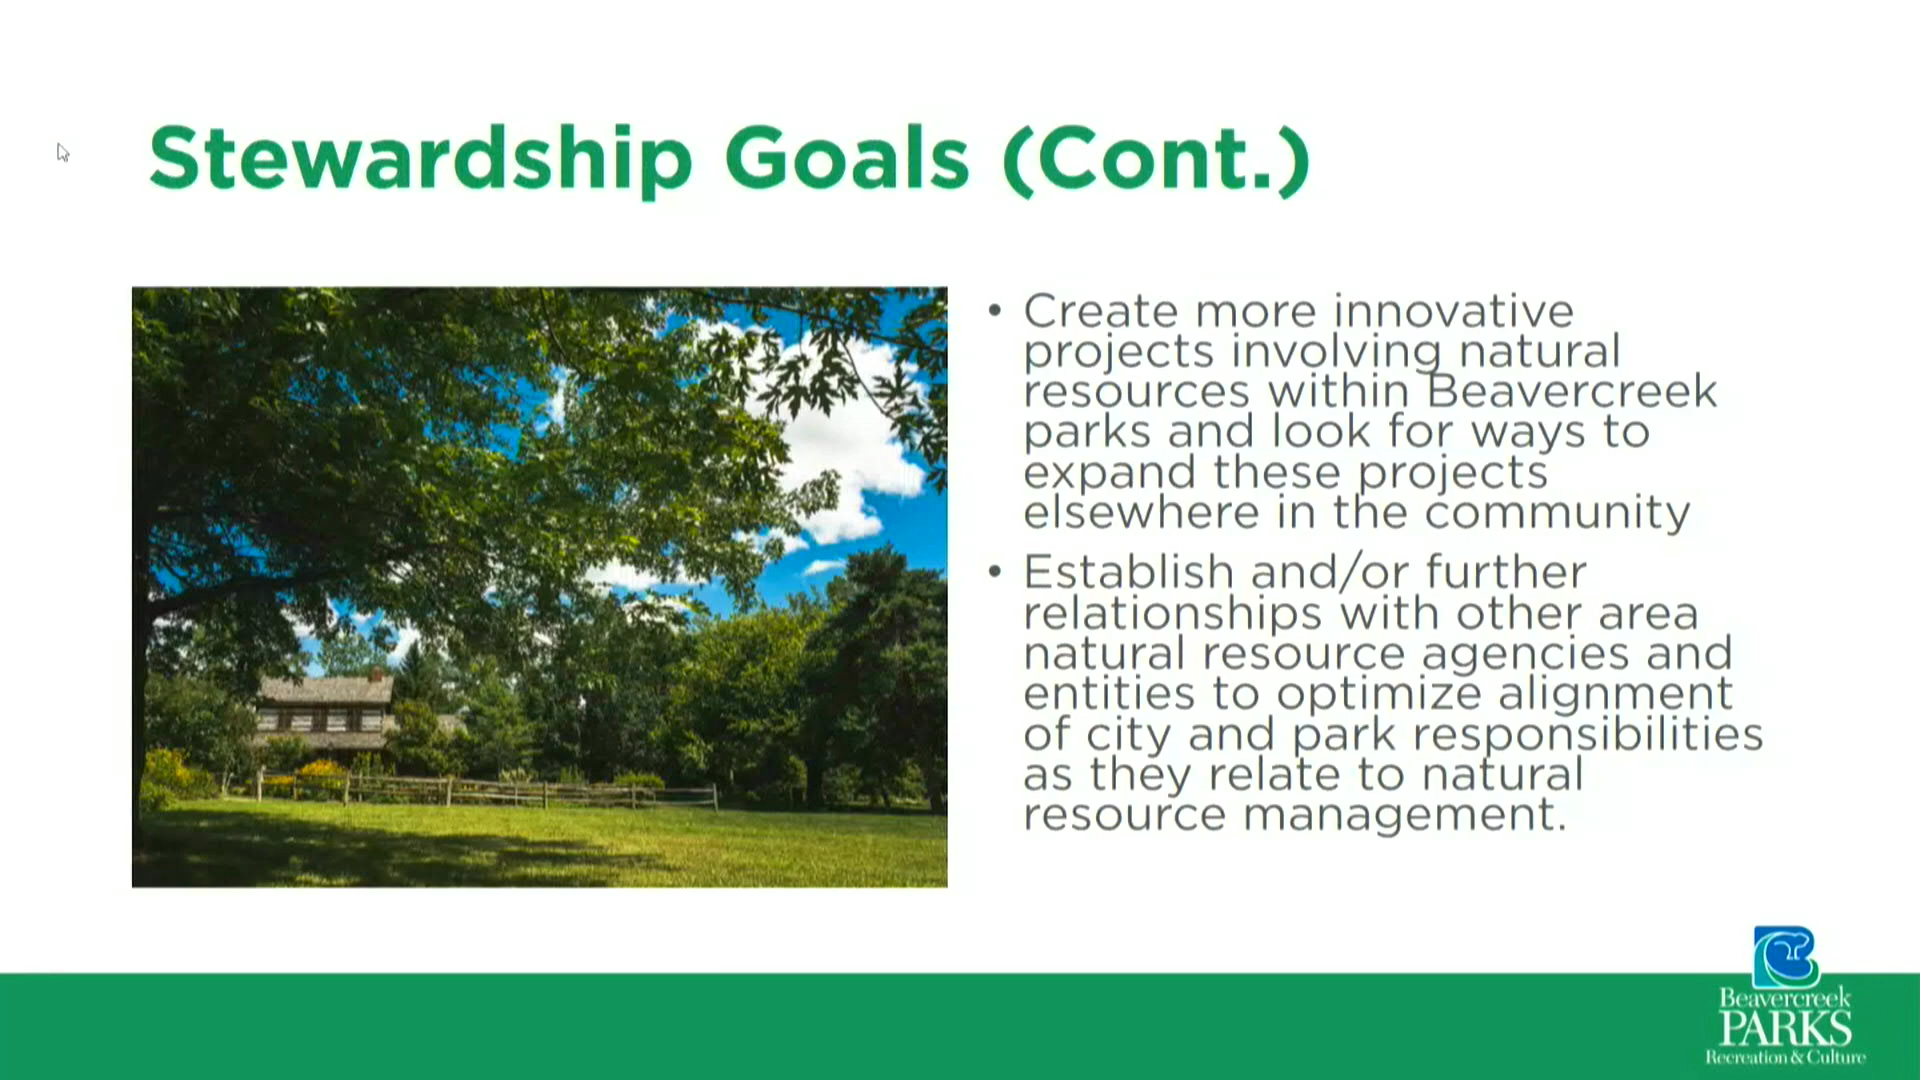 Stewardship Goals (Cont.)
• Create more innovative
projects involving natural
resources within Beavercreek
parks and look for ways to
expand these projects
elsewhere in the community
• Establish and/or further
relationships with other area
natural resource agencies and
entities to optimize alignment
of city and park responsibilities
as they relate to natural
resource management.
Beavercreek
PARKS
Recreation & Culture